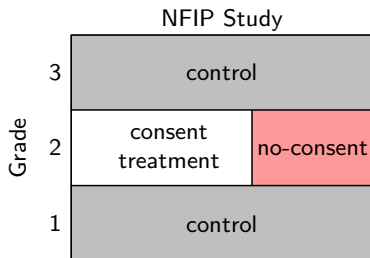 NFIP Study
3
control
Grade
2
consent
treatment
no-consent
1
control